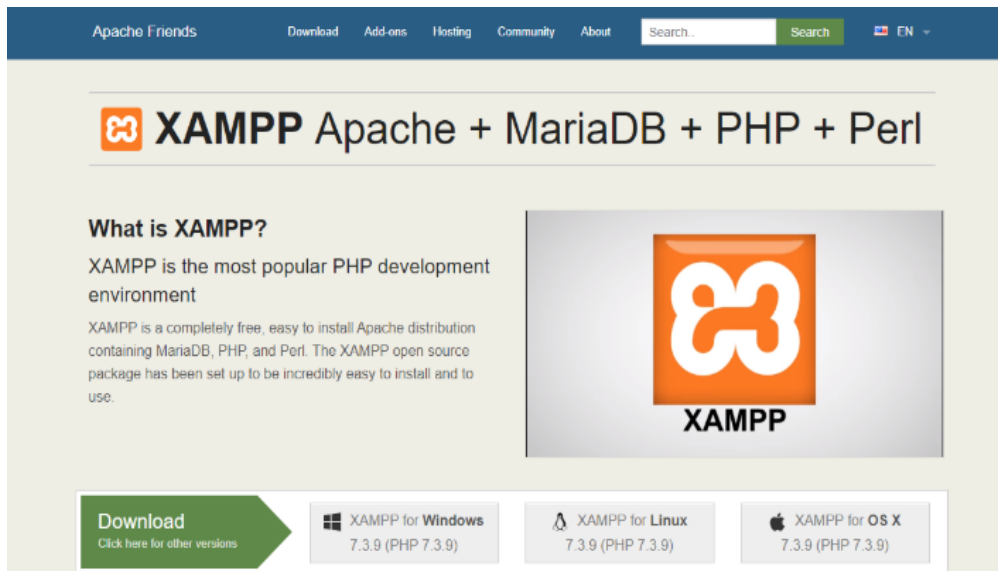 Apache Friends Download Add-ons Hosting Community About Search.. Search EN
XAMPP Apache + MariaDB + PHP + Perl
What is XAMPP?
XAMPP is the most popular PHP development
environment
XAMPP is a completely free, easy to install Apache distribution
containing MariaDB, PHP, and Perl. The XAMPP open source
package has been set up to be incredibly easy to install and to
use.
XAMPP
Download
Click here for other versions
XAMPP for Windows
7.3.9 (PHP 7.3.9)
XAMPP for Linux
7.3.9 (PHP 7.3.9)
XAMPP for OS X
7.3.9 (PHP 7.3.9)